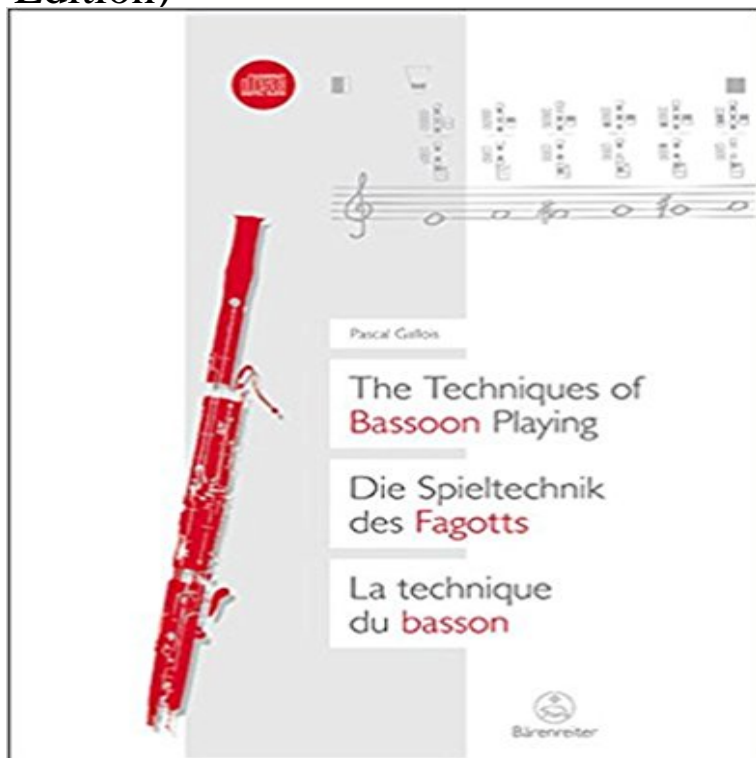 Edition)
Pascal Gallois
The Techniques of
Bassoon Playing
Die Spieltechnik
des Fagotts
La technique
du basson
Bärenreiter